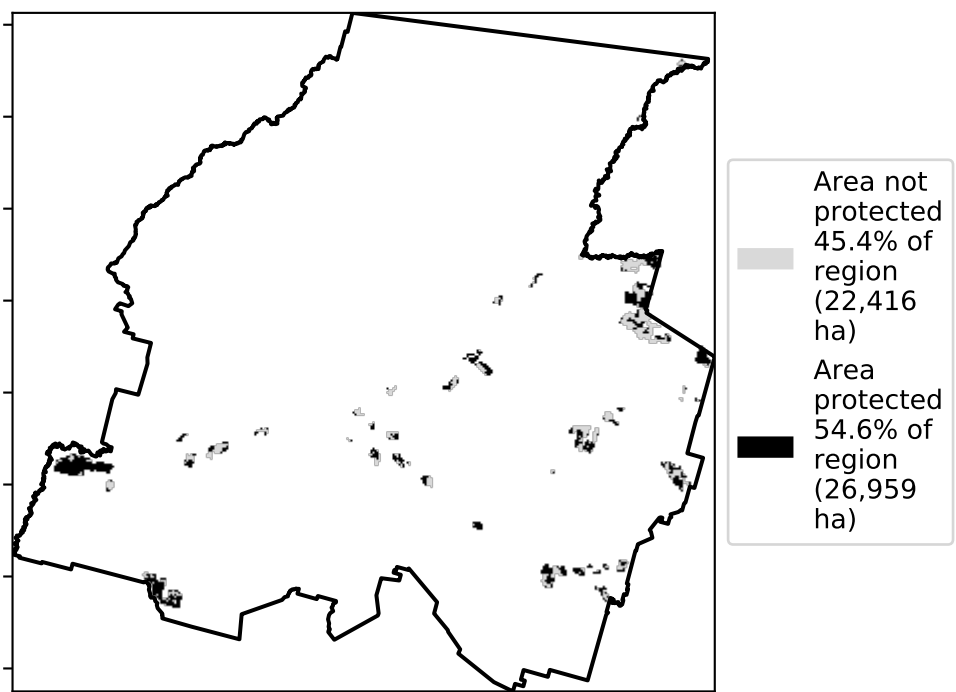 Area not
protected
45.4% of
region
(22,416
ha)
Area
protected
54.6% of
region
(26,959
ha)